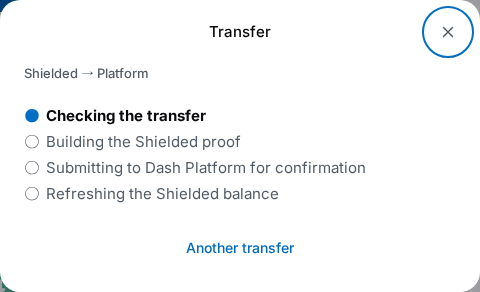 Transfer
Shielded → Platform
Checking the transfer
Building the Shielded proof
Submitting to Dash Platform for confirmation
Refreshing the Shielded balance
Another transfer